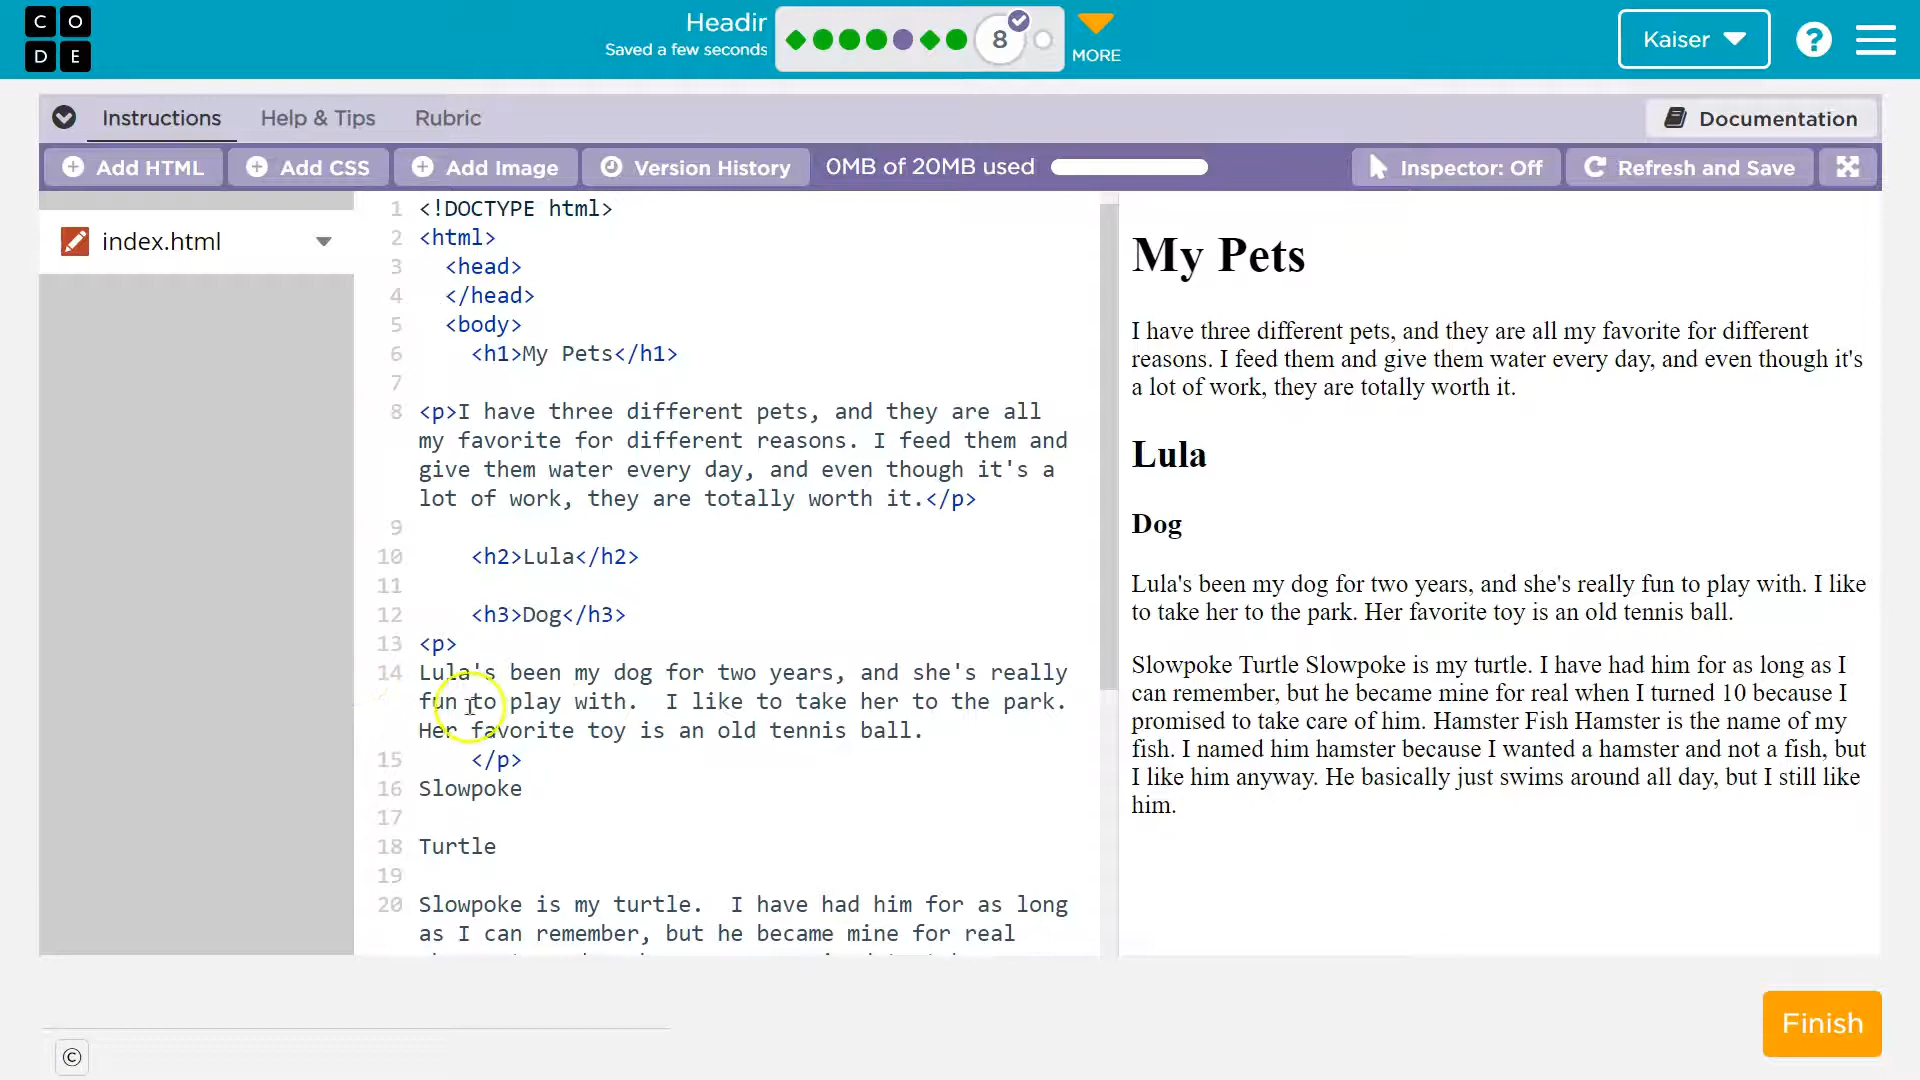 CO
DE
Headir
Saved a few seconds
8
MORE
Kaiser
?
Instructions
Help & Tips
Rubric
Documentation
Add HTML
Add CSS
Add Image
Version History
0MB of 20MB used
Inspector: Off
Refresh and Save
index.html
1 <!DOCTYPE html>
2 <html>
3 <head>
4 </head>
5 <body>
6 <h1>My Pets</h1>
7
8 <p>I have three different pets, and they are all
my favorite for different reasons. I feed them and
give them water every day, and even though it's a
lot of work, they are totally worth it.</p>
9
10 <h2>Lula</h2>
11
12 <h3>Dog</h3>
13 <p>
14 Lula's been my dog for two years, and she's really
fun to play with.  I like to take her to the park.
Her favorite toy is an old tennis ball.
15 </p>
16 Slowpoke
17
18 Turtle
19
20 Slowpoke is my turtle.  I have had him for as long
as I can remember, but he became mine for real
My Pets
I have three different pets, and they are all my favorite for different
reasons. I feed them and give them water every day, and even though it's
a lot of work, they are totally worth it.
Lula
Dog
Lula's been my dog for two years, and she's really fun to play with. I like
to take her to the park. Her favorite toy is an old tennis ball.
Slowpoke Turtle Slowpoke is my turtle. I have had him for as long as I
can remember, but he became mine for real when I turned 10 because I
promised to take care of him. Hamster Fish Hamster is the name of my
fish. I named him hamster because I wanted a hamster and not a fish, but
I like him anyway. He basically just swims around all day, but I still like
him.
Finish
©